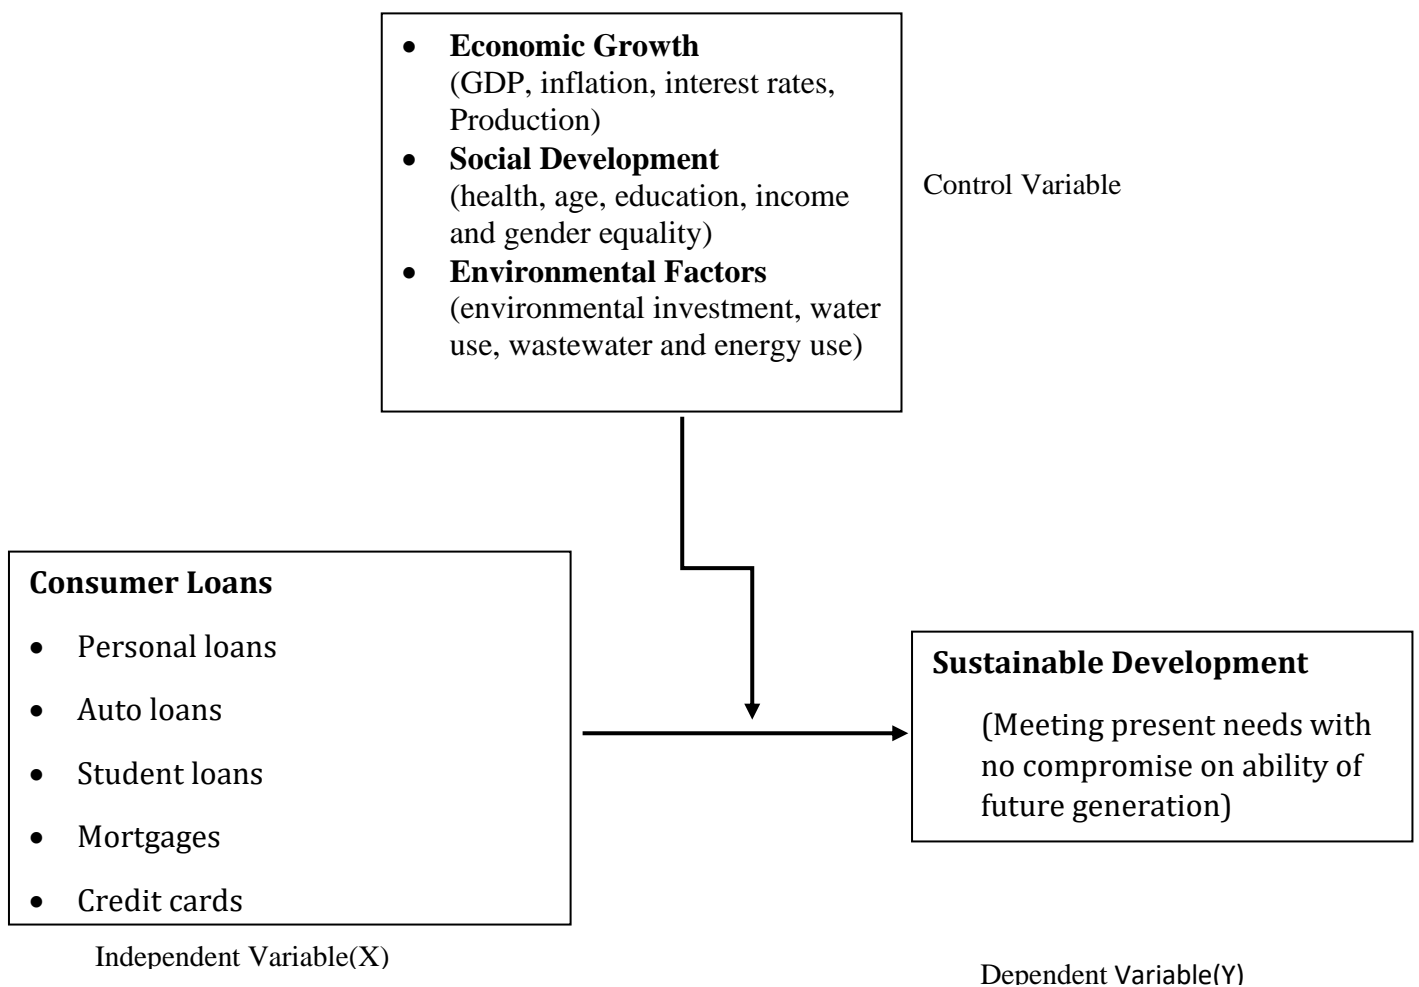 • Economic Growth
(GDP, inflation, interest rates,
Production)
• Social Development
(health, age, education, income
and gender equality)
• Environmental Factors
(environmental investment, water
use, wastewater and energy use)
Control Variable
Consumer Loans
• Personal loans
• Auto loans
• Student loans
• Mortgages
• Credit cards
Independent Variable(X)
Sustainable Development
(Meeting present needs with
no compromise on ability of
future generation)
Dependent Variable(Y)